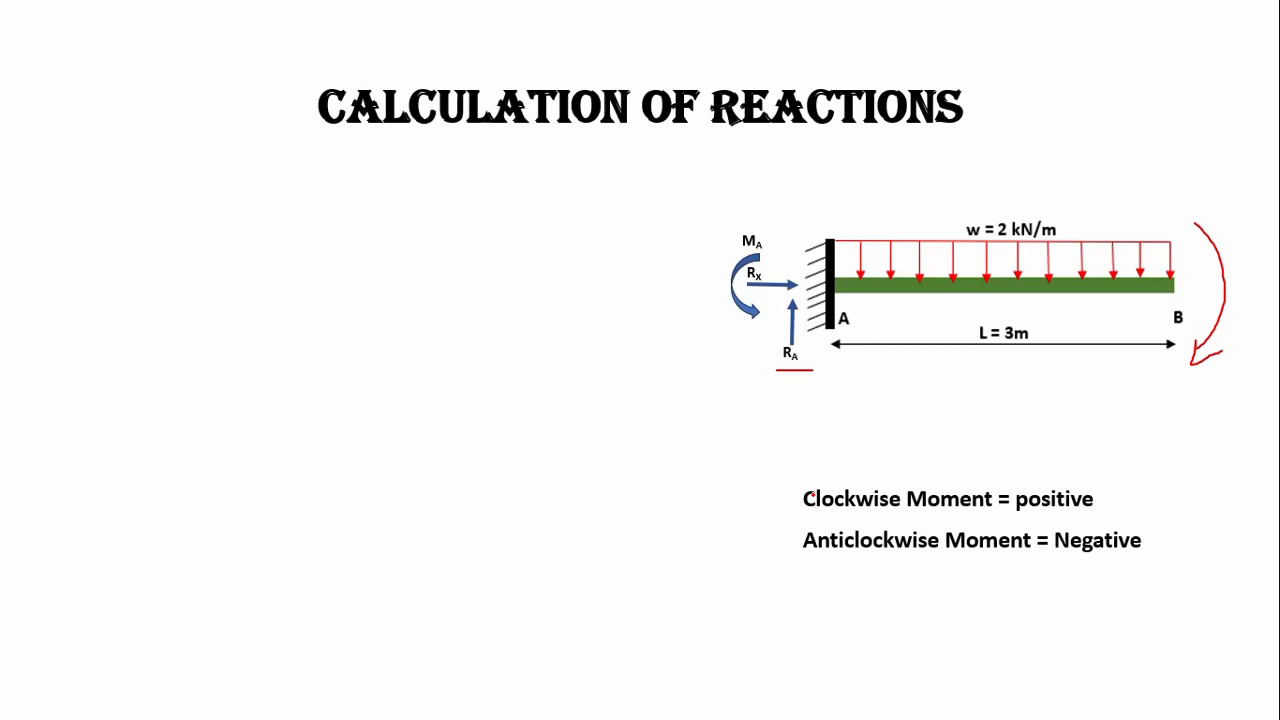 CALCULATION OF REACTIONS
w = 2 kN/m
MA
RX
A
B
L = 3m
RA
Clockwise Moment = positive
Anticlockwise Moment = Negative